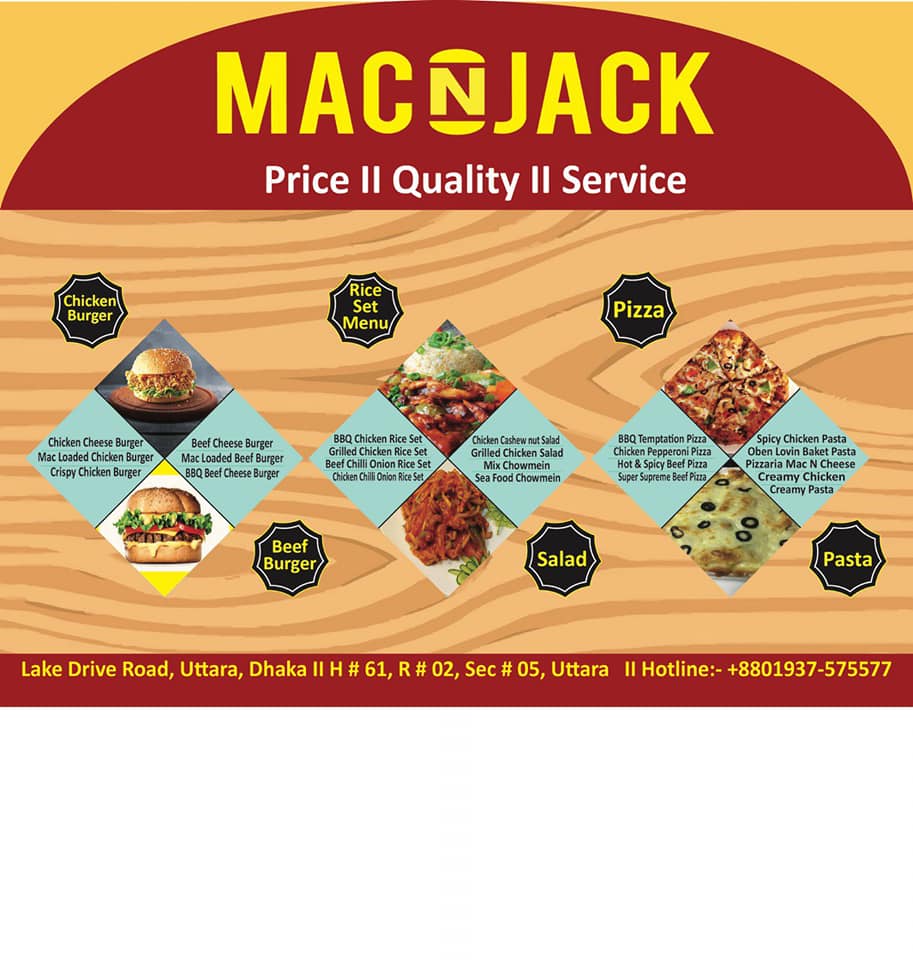 MAC N JACK
Price II Quality II Service
Chicken
Burger
Chicken Cheese Burger
Mac Loaded Chicken Burger
Crispy Chicken Burger
Beef Cheese Burger
Mac Loaded Beef Burger
BBQ Beef Cheese Burger
Beef
Burger
Rice
Set
Menu
BBQ Chicken Rice Set
Grilled Chicken Rice Set
Beef Chilli Onion Rice Set
Chicken Chilli Onion Rice Set
Chicken Cashew nut Salad
Grilled Chicken Salad
Mix Chowmein
Sea Food Chowmein
Salad
Pizza
BBQ Temptation Pizza
Chicken Pepperoni Pizza
Hot & Spicy Beef Pizza
Super Supreme Beef Pizza
Spicy Chicken Pasta
Oben Lovin Baket Pasta
Pizzaria Mac N Cheese
Creamy Chicken
Creamy Pasta
Pasta
Lake Drive Road, Uttara, Dhaka II H # 61, R # 02, Sec # 05, Uttara II Hotline:- +8801937-575577